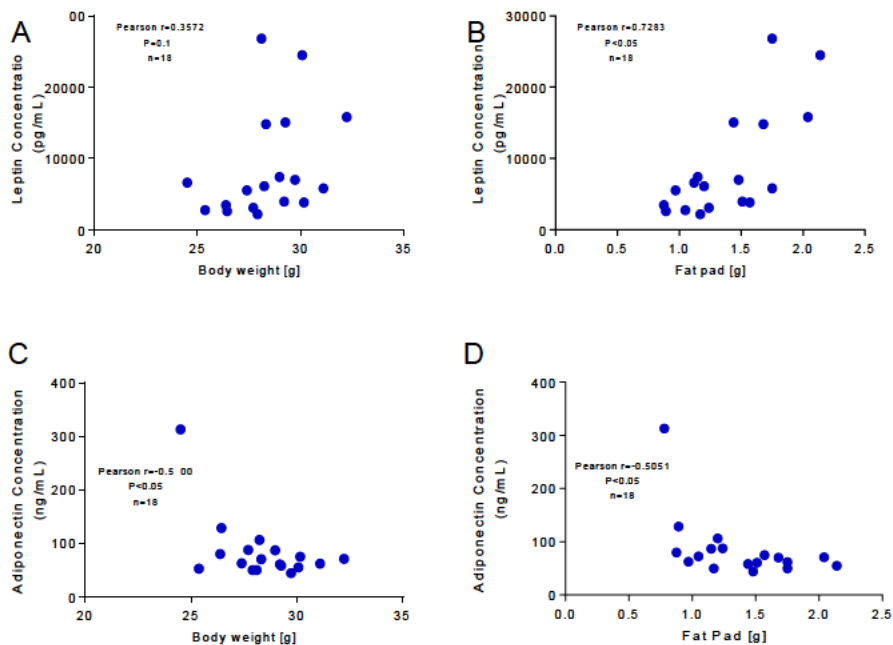 A
Pearson r=0.3572
P=0.1
n=18
Leptin Concentratio
(pg/mL)
00
20000
10000
0
20
25
30
35
Body weight [g]
B
Pearson r=0.7283
P<0.05
n=18
Leptin Concentration
(pg/mL)
30000
20000
10000
0
0.0
0.5
1.0
1.5
2.0
2.5
Fat pad [g]
C
Pearson r=-0.5 00
P<0.05
n=18
Adiponectin Concentration
(ng/mL)
400
300
200
100
0
20
25
30
35
Body weight [g]
D
Pearson r=-0.5051
P<0.05
n=18
Adiponectin Concentration
(ng/mL)
400
300
200
100
0
0.0
0.5
1.0
1.5
2.0
2.5
Fat Pad [g]